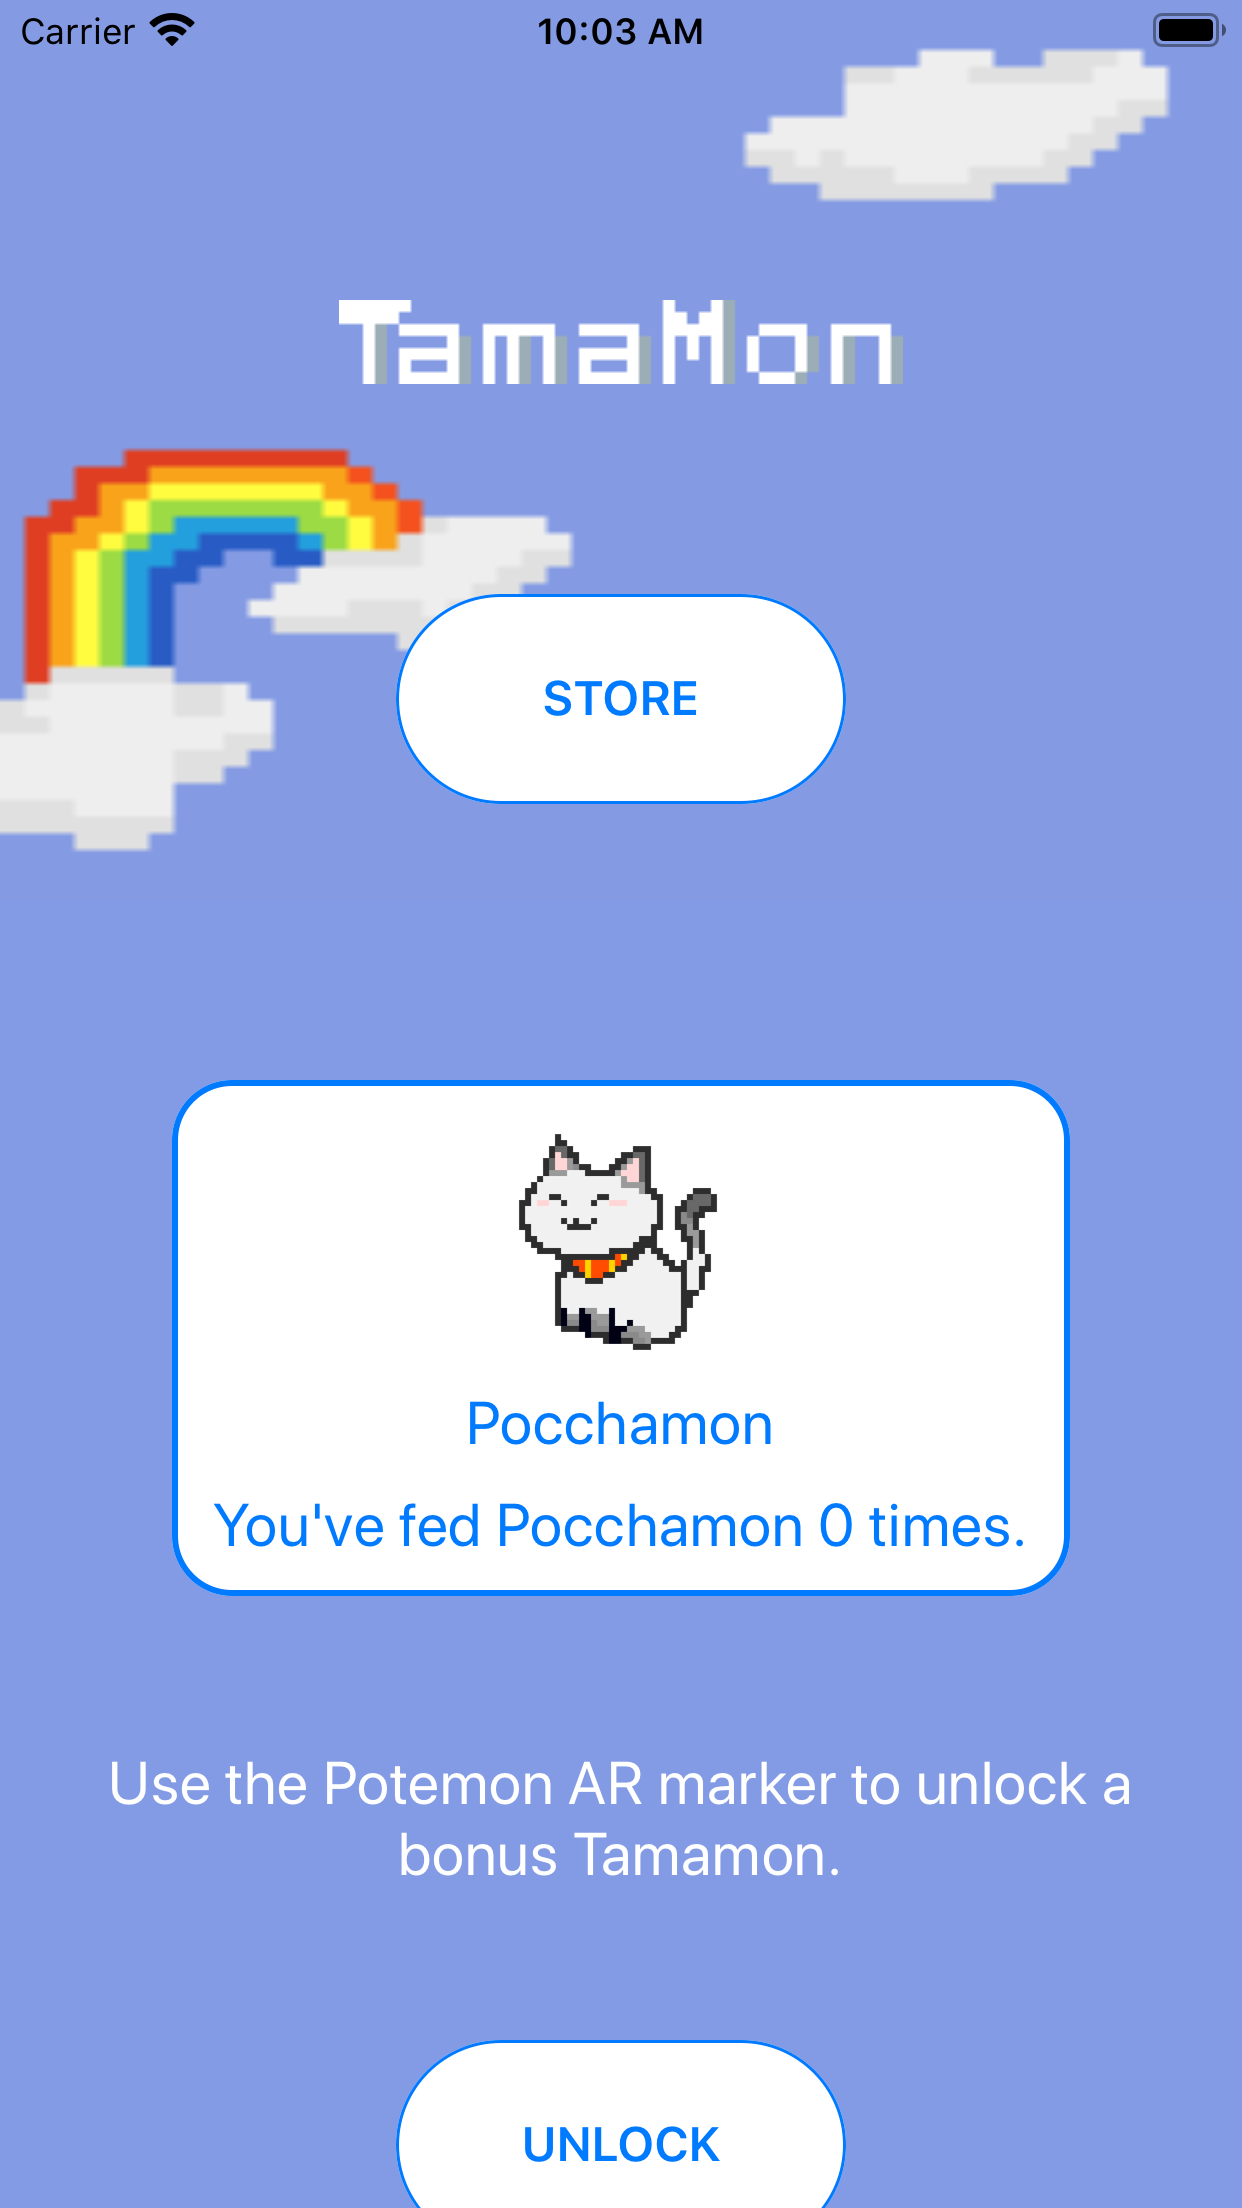 Carrier 10:03 AM
TamaMon
STORE
Pocchamon
You've fed Pocchamon 0 times.
Use the Potemon AR marker to unlock a
bonus Tamamon.
UNLOCK